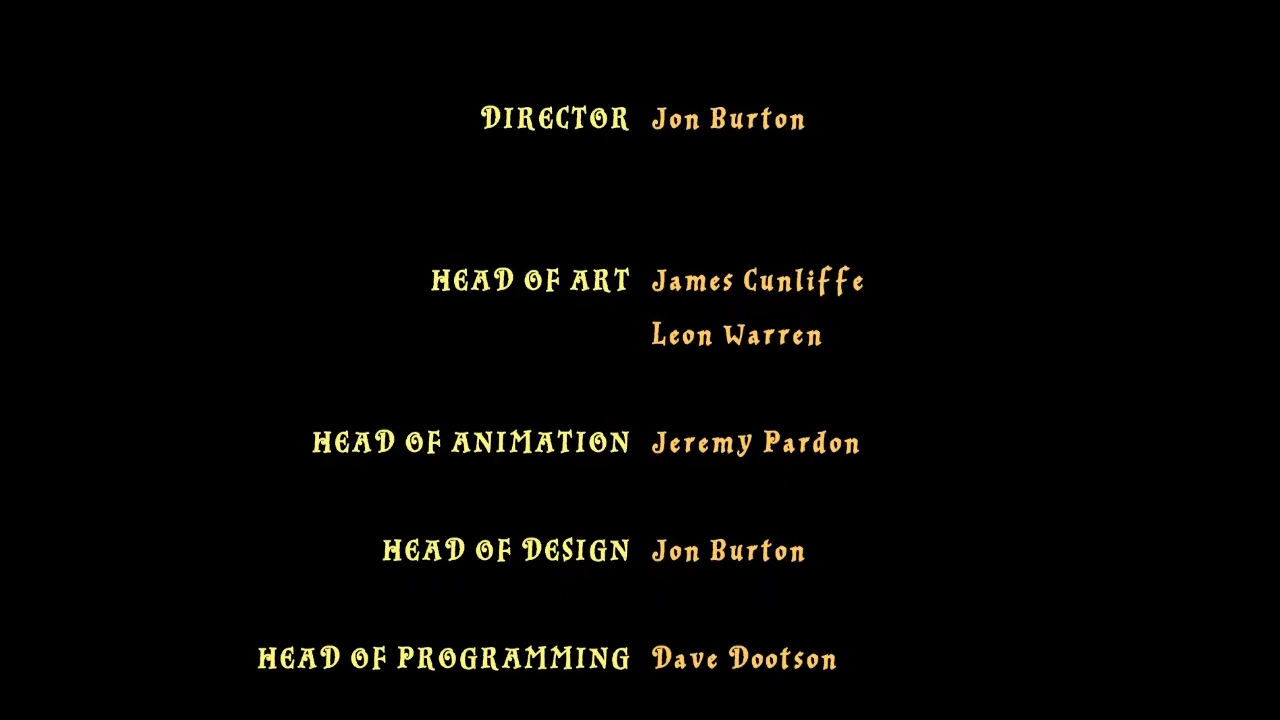 DIRECTOR Jon Burton
HEAD OF ART James Cunliffe
Leon Warren
HEAD OF ANIMATION Jeremy Pardon
HEAD OF DESIGN Jon Burton
HEAD OF PROGRAMMING Dave Dootson